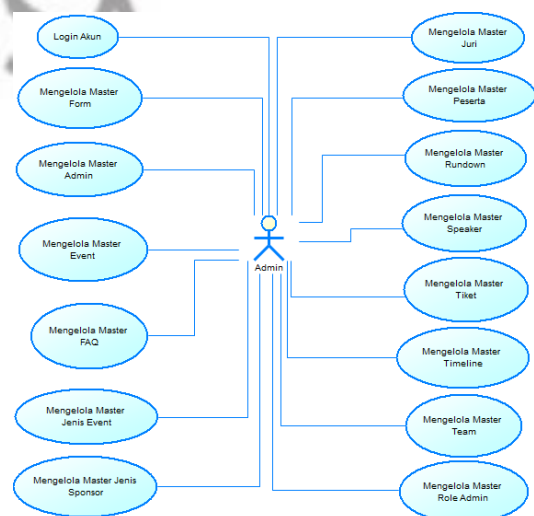 Login Akun
Mengelola Master
Form
Mengelola Master
Admin
Mengelola Master
Event
Mengelola Master
FAQ
Mengelola Master
Jenis Event
Mengelola Master Jenis
Sponsor
Admin
Mengelola Master
Juri
Mengelola Master
Peserta
Mengelola Master
Rundown
Mengelola Master
Speaker
Mengelola Master
Tiket
Mengelola Master
Timeline
Mengelola Master
Team
Mengelola Master
Role Admin